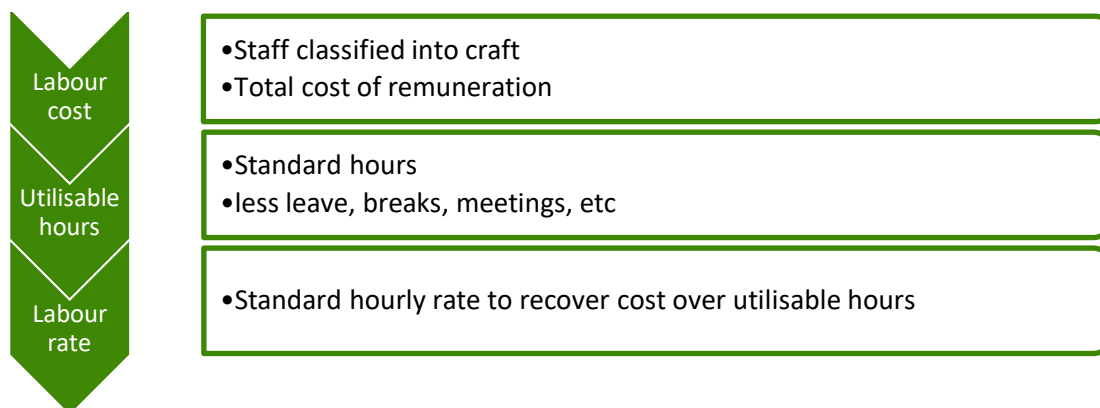 Labour
cost
•Staff classified into craft
•Total cost of remuneration
Utilisable
hours
•Standard hours
•less leave, breaks, meetings, etc
Labour
rate
•Standard hourly rate to recover cost over utilisable hours